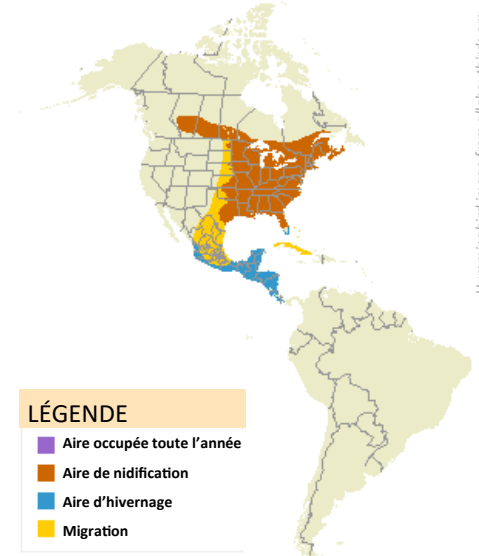 LÉGENDE
Aire occupée toute l'année
Aire de nidification
Aire d'hivernage
Migration